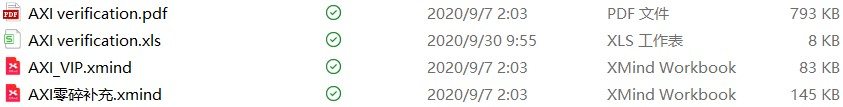 AXI verification.pdf 2020/9/7 2:03 PDF 文件 793 KB
AXI verification.xls 2020/9/30 9:55 XLS 工作表 8 KB
AXI_VIP.xmind 2020/9/7 2:03 XMind Workbook 83 KB
AXI零碎补充.xmind 2020/9/7 2:03 XMind Workbook 145 KB